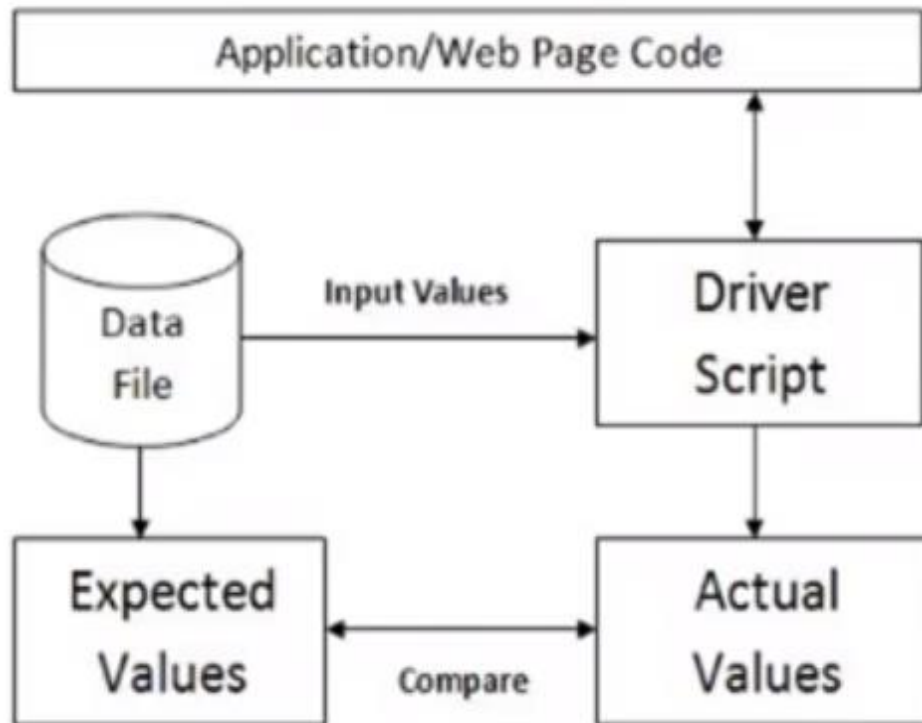 Application/Web Page Code
Data
File
Input Values
Driver
Script
Expected
Values
Compare
Actual
Values